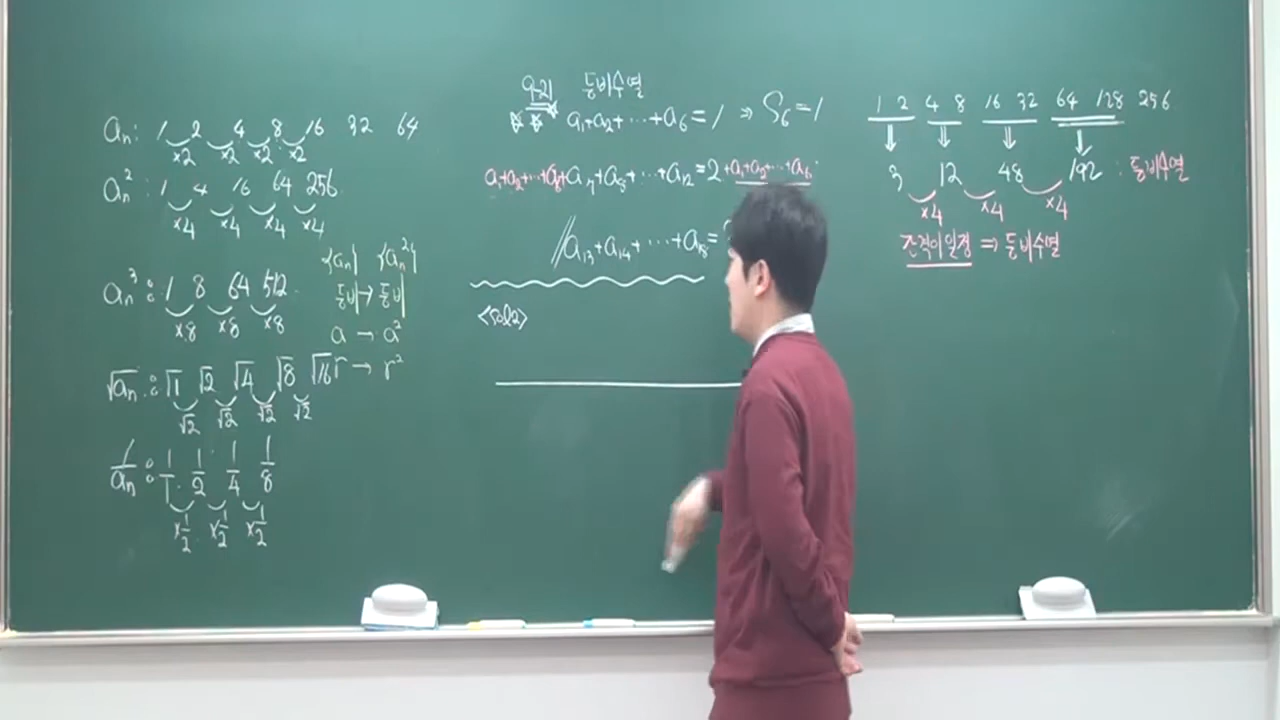 aₙ: 1 2 4 8 16 32 64
×2 ×2 ×2 ×2
aₙ²: 1 4 16 64 256
×4 ×4 ×4 ×4
aₙ³: 1 8 64 512
×8 ×8 ×8
{aₙ} {aₙ²}
등비 → 등비
a → a²
r → r²
√aₙ: √1 √2 √4 √8 √16
√2 √2 √2 √2
1/aₙ: 1/1 1/2 1/4 1/8
×1/2 ×1/2 ×1/2
9-21 등비수열
a₁+a₂+⋯+a₆=1 ⇒ S₆=1
a₁+a₂+⋯+a₆+a₇+a₈+⋯+a₁₂=2+a₁+a₂+⋯+a₆
a₁₃+a₁₄+⋯+a₁₈=
<sol2>
1 2 4 8 16 32 64 128 256
3 12 48 192 : 등비수열
×4 ×4 ×4
간격이 일정 ⇒ 등비수열